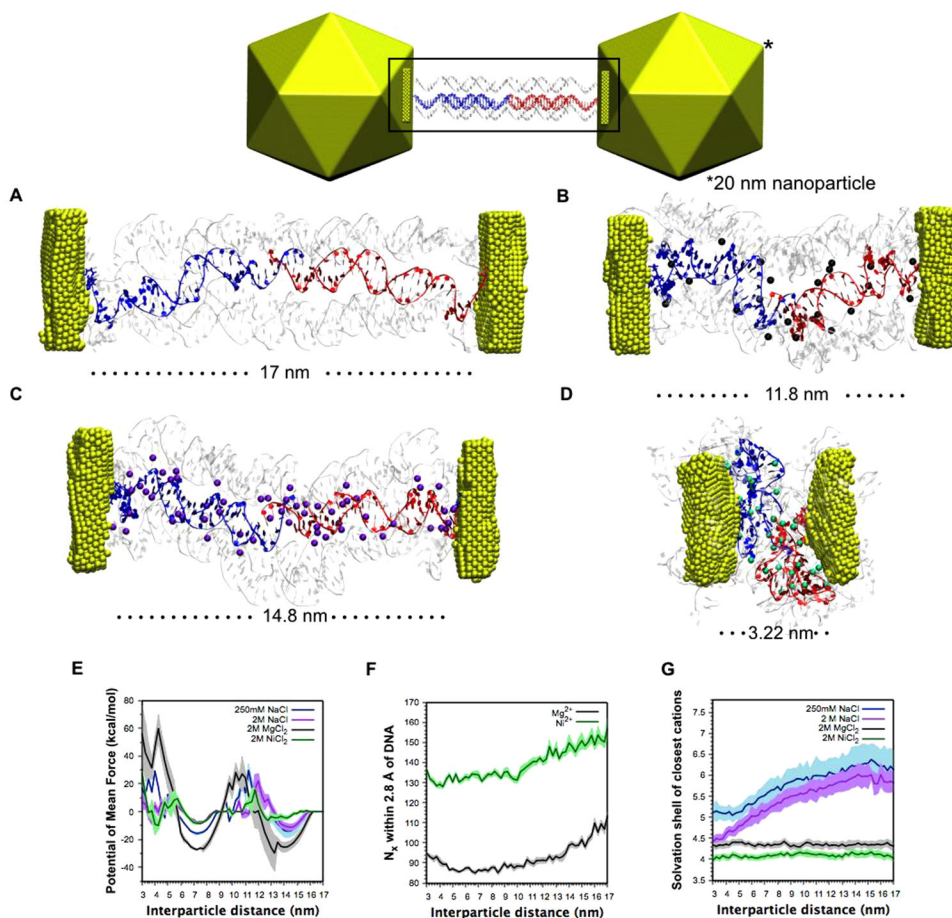 *
*20 nm nanoparticle
A
B
17 nm
11.8 nm
C
D
14.8 nm
3.22 nm
E
F
G
Potential of Mean Force (kcal/mol)
80
60
40
20
0
-20
-40
250mM NaCl
2M NaCl
2M MgCl2
2M NiCl2
3 4 5 6 7 8 9 10 11 12 13 14 15 16 17
Interparticle distance (nm)
Nx within 2.8 Å of DNA
170
160
150
140
130
120
110
100
90
80
Mg2+
Ni2+
3 4 5 6 7 8 9 10 11 12 13 14 15 16 17
Interparticle distance (nm)
Solvation shell of closest cations
7.5
7
6.5
6
5.5
5
4.5
4
3.5
250mM NaCl
2 M NaCl
2M MgCl2
2M NiCl2
3 4 5 6 7 8 9 10 11 12 13 14 15 16 17
Interparticle distance (nm)